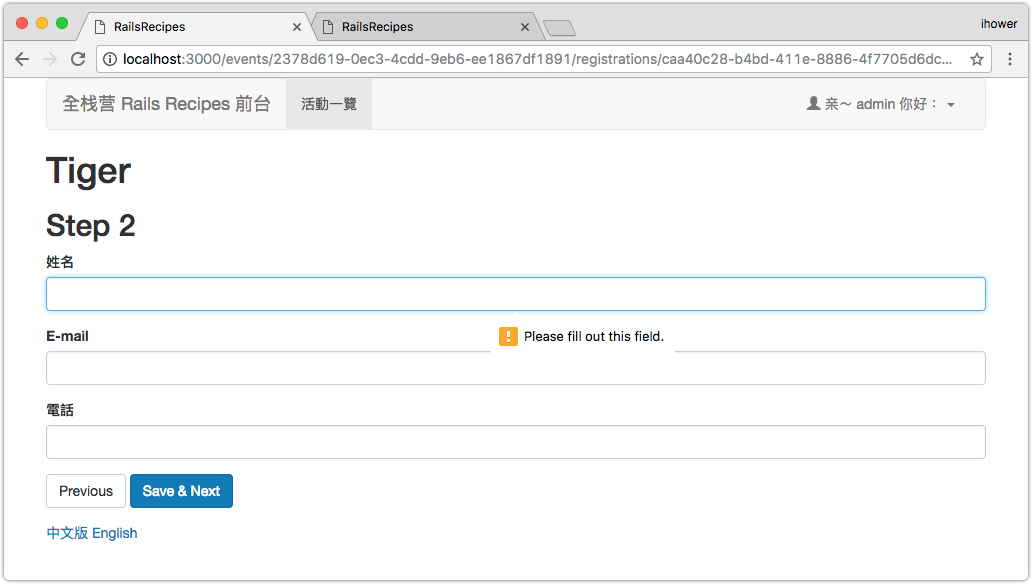 RailsRecipes
RailsRecipes
ihower
localhost:3000/events/2378d619-0ec3-4cdd-9eb6-ee1867df1891/registrations/caa40c28-b4bd-411e-8886-4f7705d6dc...
全栈营 Rails Recipes 前台
活動一覽
亲～ admin 你好：
Tiger
Step 2
姓名
E-mail
Please fill out this field.
電話
Previous
Save & Next
中文版 English